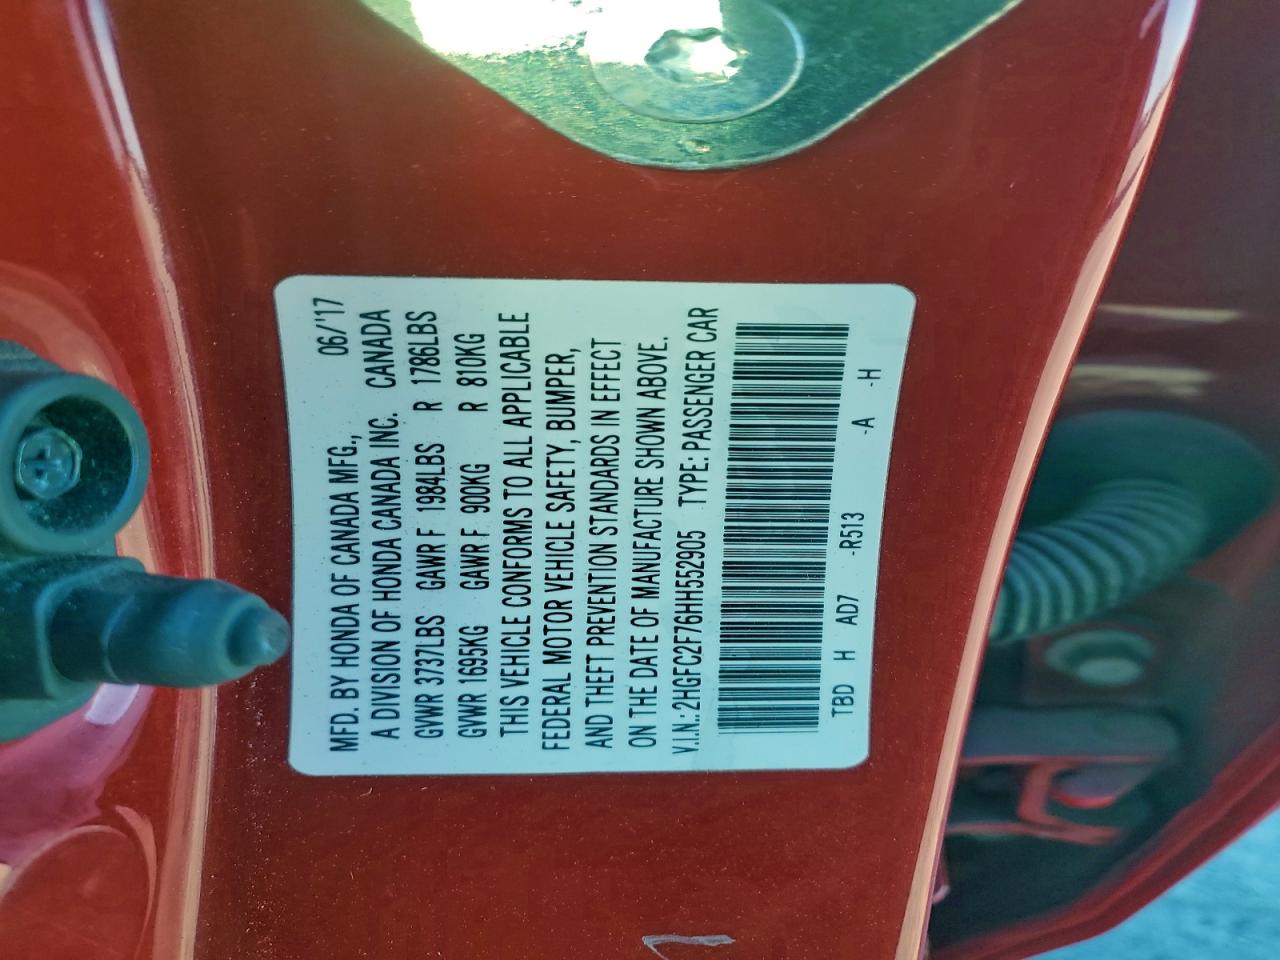 MFD. BY HONDA OF CANADA MFG., 06/'17
A DIVISION OF HONDA CANADA INC. CANADA
GVWR 3737LBS GAWR F 1984LBS R 1786LBS
GVWR 1695KG GAWR F 900KG R 810KG
THIS VEHICLE CONFORMS TO ALL APPLICABLE
FEDERAL MOTOR VEHICLE SAFETY, BUMPER,
AND THEFT PREVENTION STANDARDS IN EFFECT
ON THE DATE OF MANUFACTURE SHOWN ABOVE.
V.I.N.: 2HGFC2F76HH552905 TYPE: PASSENGER CAR
TBD H AD7 -R513 -A -H